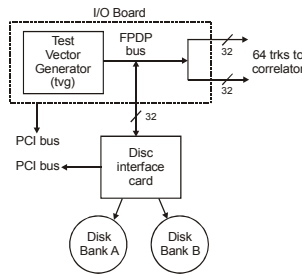 I/O Board
Test
Vector
Generator
(tvg)
FPDP
bus
32
64 trks to
correlator
32
32
PCI bus
PCI bus
Disc
interface
card
Disk
Bank A
Disk
Bank B